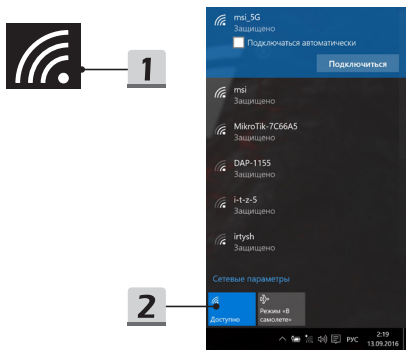 1
msi_5G
Защищено
Подключаться автоматически
Подключиться
msi
Защищено
MikroTik-7C66A5
Защищено
DAP-1155
Защищено
i-t-z-5
Защищено
irtysh
Защищено
Сетевые параметры
2
Доступно
Режим «В
самолете»
РУС
2:19
13.09.2016